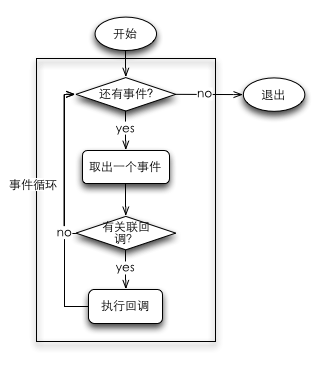 开始
还有事件?
no
退出
yes
取出一个事件
事件循环
有关联回
调?
no
yes
执行回调